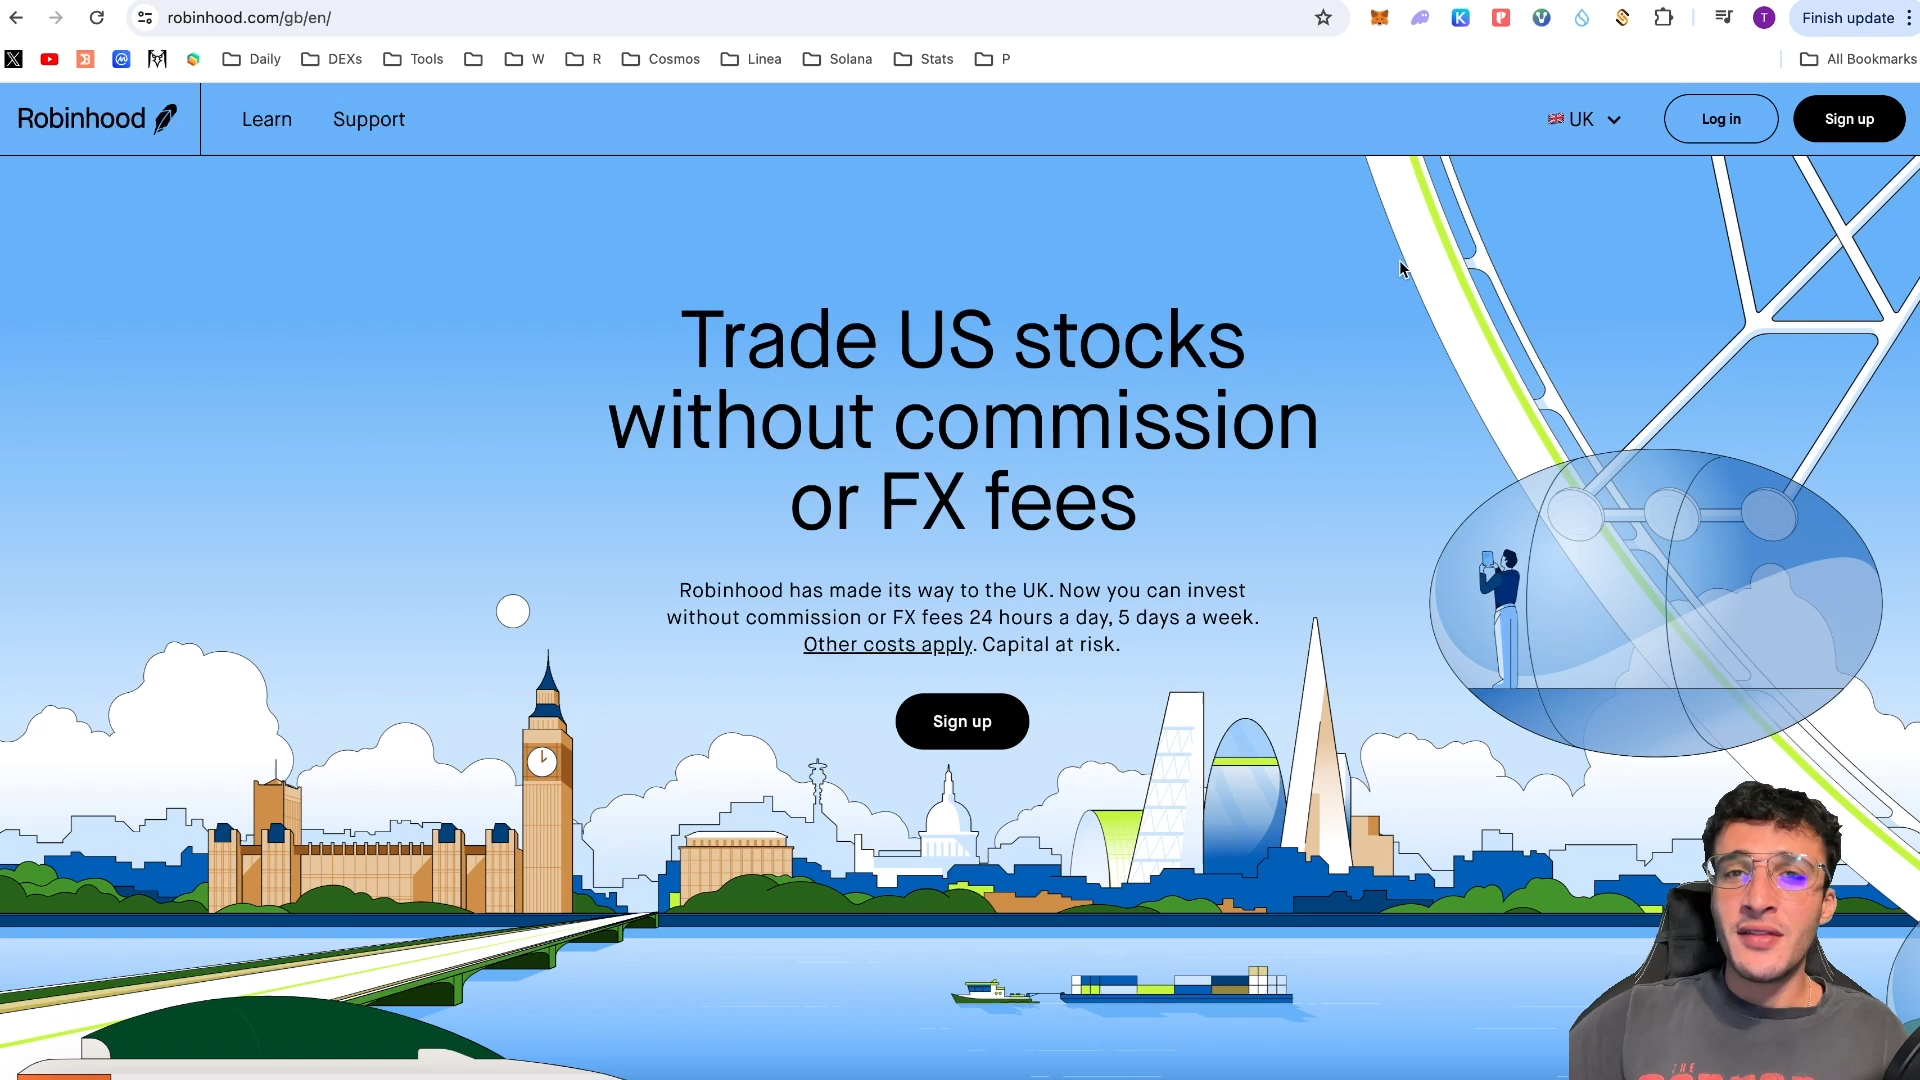 robinhood.com/gb/en/
T
Finish update
Daily
DEXs
Tools
W
R
Cosmos
Linea
Solana
Stats
P
All Bookmarks
Robinhood
Learn
Support
UK
Log in
Sign up
Trade US stocks
without commission
or FX fees
Robinhood has made its way to the UK. Now you can invest
without commission or FX fees 24 hours a day, 5 days a week.
Other costs apply. Capital at risk.
Sign up
THE